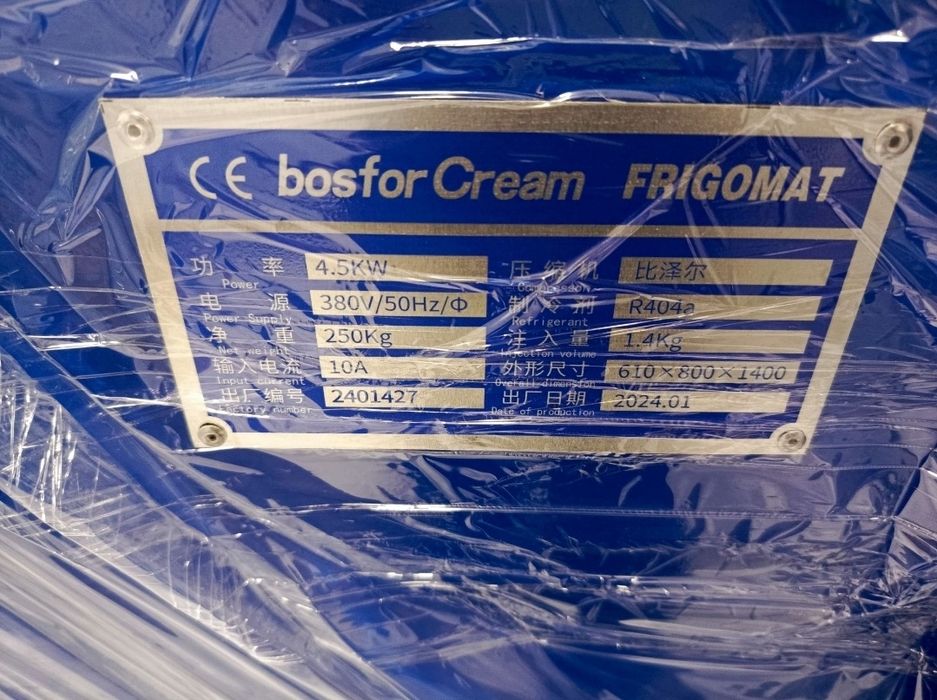 CE bosfor Cream FRIGOMAT
功率 4.5KW 压缩机 比泽尔
Power Compressor
电源 380V/50Hz/Φ 制冷剂 R404a
Power Supply Refrigerant
净重 250Kg 注入量 1.4Kg
Net weight Injection volume
输入电流 10A 外形尺寸 610×800×1400
Input current Overall dimension
出厂编号 2401427 出厂日期 2024.01
Factory number Date of production